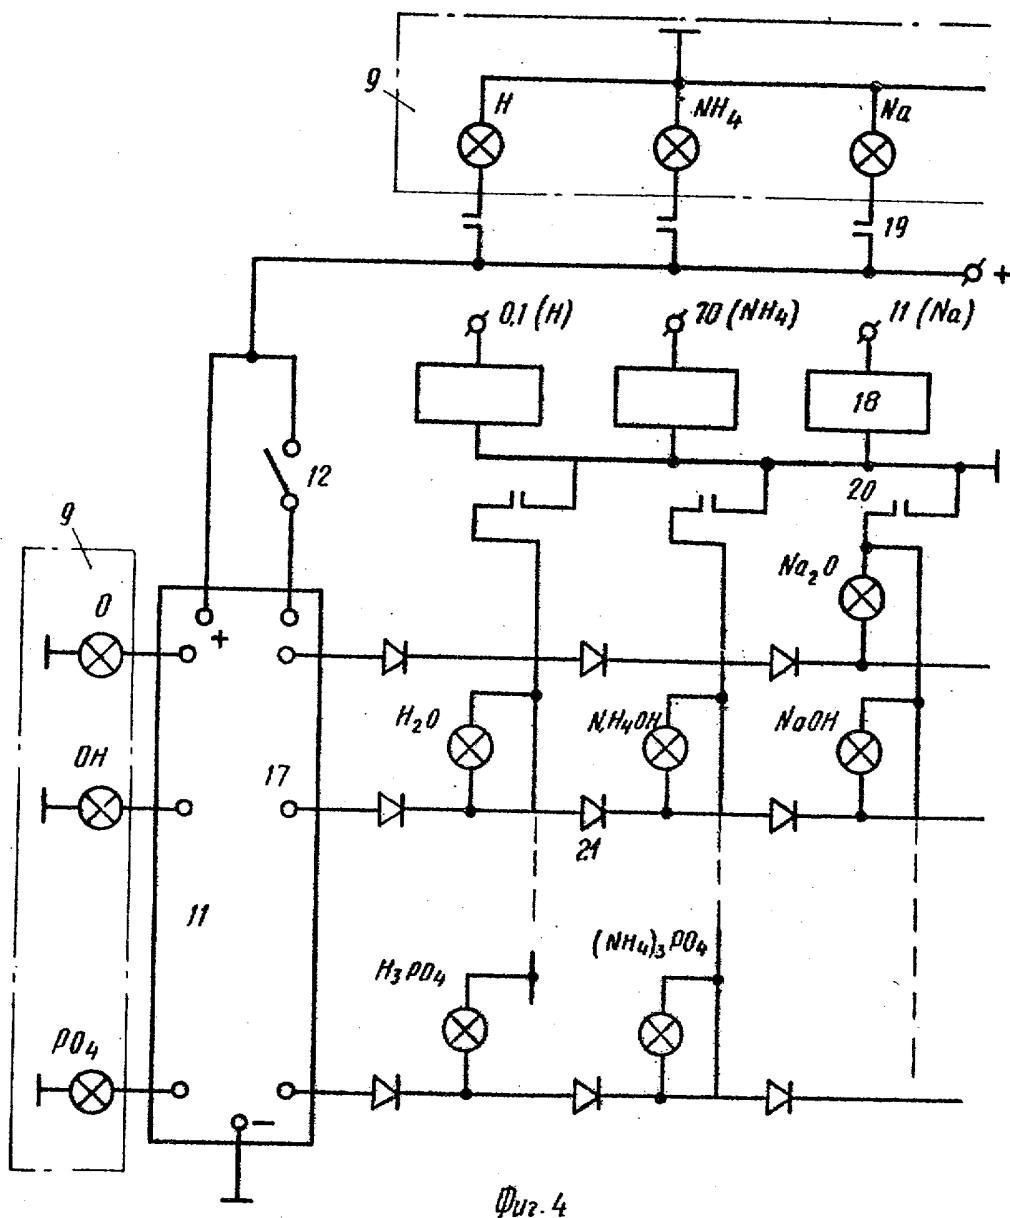 9
H
NH₄
Na
19
+
0,1 (H)
10 (NH₄)
11 (Na)
18
12
20
9
O
+
Na₂O
H₂O
NH₄OH
NaOH
OH
17
21
11
H₃PO₄
(NH₄)₃PO₄
PO₄
−
Фиг. 4